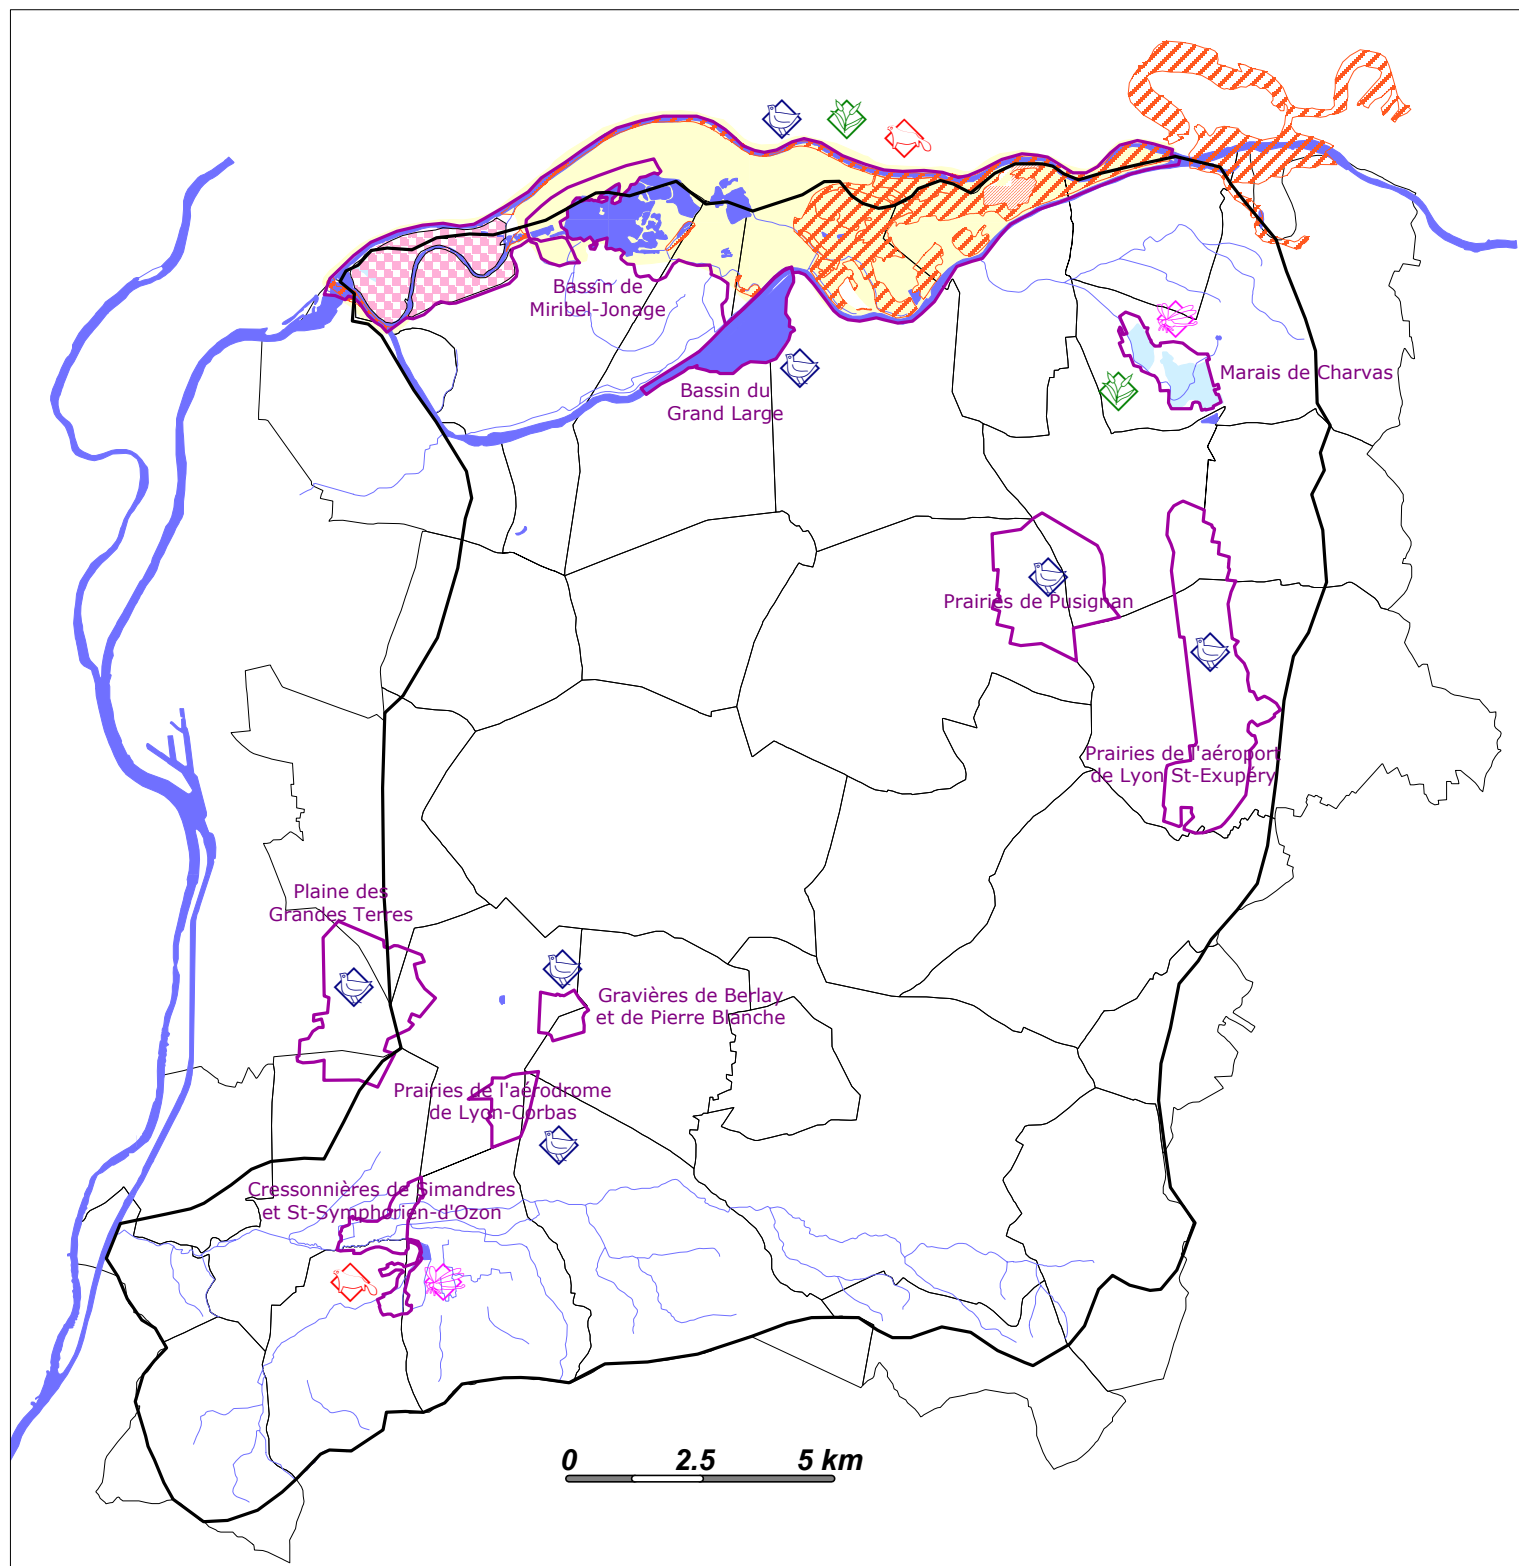 Bassin de
Miribel-Jonage
Bassin du
Grand Large
Marais de Charvas
Prairies de Pusignan
Prairies de l'aéroport
de Lyon St-Exupéry
Plaine des
Grandes Terres
Gravières de Berlay
et de Pierre Blanche
Prairies de l'aérodrome
de Lyon-Corbas
Cressonnières de Simandres
et St-Symphorien-d'Ozon
0 2.5 5 km